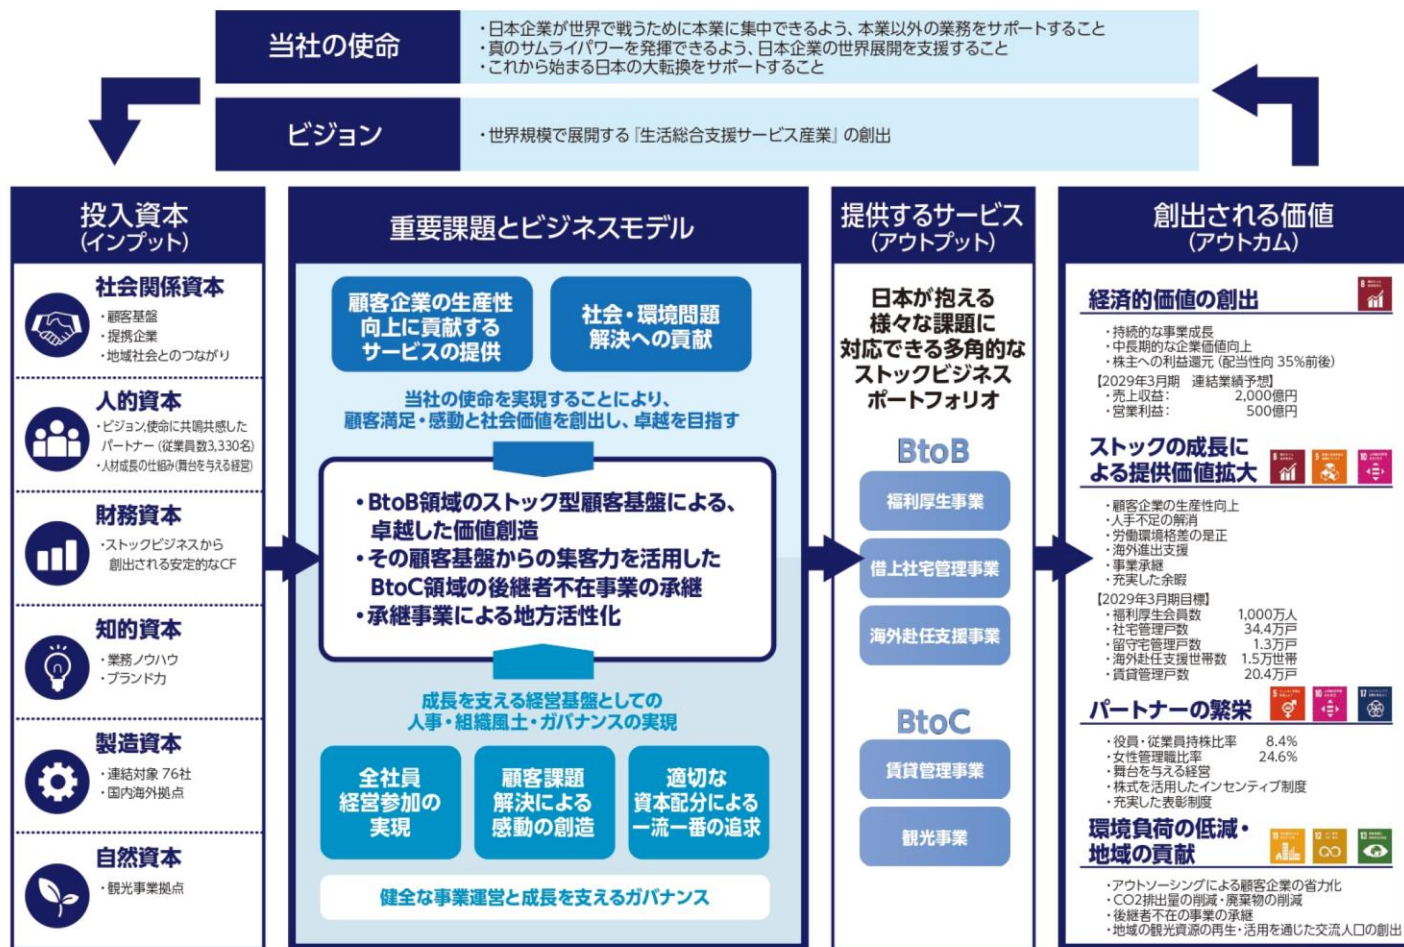 当社の使命
・日本企業が世界で戦うために本業に集中できるよう、本業以外の業務をサポートすること
・真のサムライパワーを発揮できるよう、日本企業の世界展開を支援すること
・これから始まる日本の大転換をサポートすること
ビジョン
・世界規模で展開する『生活総合支援サービス産業』の創出
投入資本
(インプット)
社会関係資本
・顧客基盤
・提携企業
・地域社会とのつながり
人的資本
・ビジョン,使命に共鳴共感した
パートナー (従業員数3,330名)
・人材成長の仕組み(舞台を与える経営)
財務資本
・ストックビジネスから
創出される安定的なCF
知的資本
・業務ノウハウ
・ブランド力
製造資本
・連結対象 76社
・国内海外拠点
自然資本
・観光事業拠点
重要課題とビジネスモデル
顧客企業の生産性
向上に貢献する
サービスの提供
社会・環境問題
解決への貢献
当社の使命を実現することにより、
顧客満足・感動と社会価値を創出し、卓越を目指す
・BtoB領域のストック型顧客基盤による、
卓越した価値創造
・その顧客基盤からの集客力を活用した
BtoC領域の後継者不在事業の承継
・承継事業による地方活性化
成長を支える経営基盤としての
人事・組織風土・ガバナンスの実現
全社員
経営参加の
実現
顧客課題
解決による
感動の創造
適切な
資本配分による
一流一番の追求
健全な事業運営と成長を支えるガバナンス
提供するサービス
(アウトプット)
日本が抱える
様々な課題に
対応できる多角的な
ストックビジネス
ポートフォリオ
BtoB
福利厚生事業
借上社宅管理事業
海外赴任支援事業
BtoC
賃貸管理事業
観光事業
創出される価値
(アウトカム)
経済的価値の創出
8
・持続的な事業成長
・中長期的な企業価値向上
・株主への利益還元 (配当性向 35%前後)
【2029年3月期 連結業績予想】
・売上収益： 2,000億円
・営業利益： 500億円
ストックの成長に
よる提供価値拡大
8 9 10
・顧客企業の生産性向上
・人手不足の解消
・労働環境格差の是正
・海外進出支援
・事業承継
・充実した余暇
【2029年3月期目標】
・福利厚生会員数 1,000万人
・社宅管理戸数 34.4万戸
・留守宅管理戸数 1.3万戸
・海外赴任支援世帯数 1.5万世帯
・賃貸管理戸数 20.4万戸
パートナーの繁栄
5 10 17
・役員・従業員持株比率 8.4%
・女性管理職比率 24.6%
・舞台を与える経営
・株式を活用したインセンティブ制度
・充実した表彰制度
環境負荷の低減・
地域の貢献
11 12 13
・アウトソーシングによる顧客企業の省力化
・CO2排出量の削減・廃棄物の削減
・後継者不在の事業の承継
・地域の観光資源の再生・活用を通じた交流人口の創出